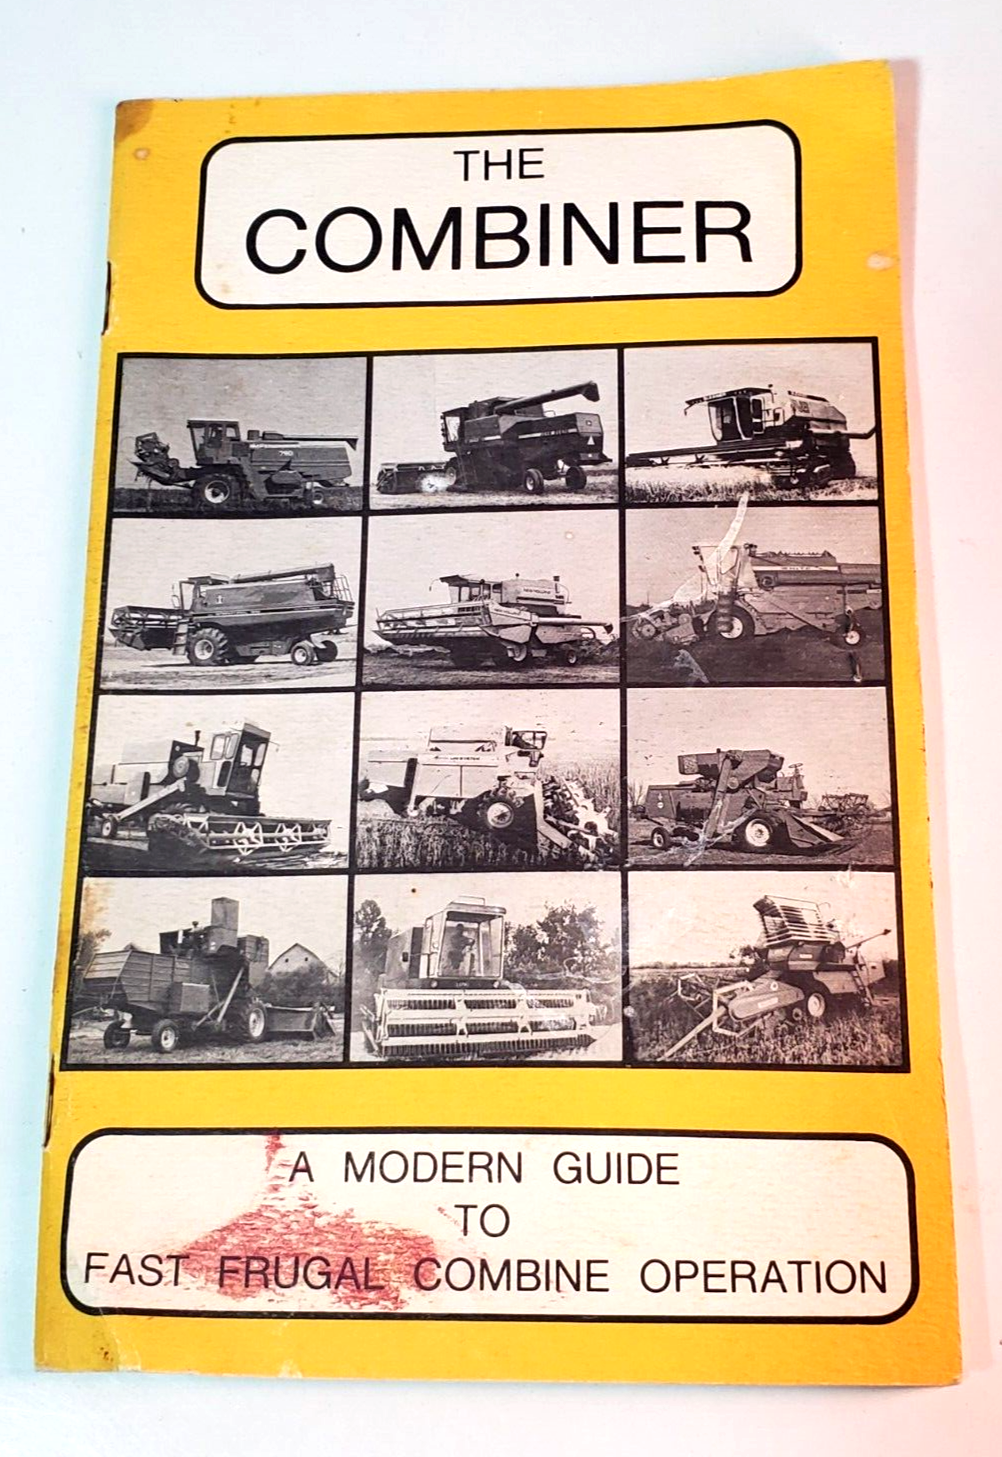 THE
COMBINER
A MODERN GUIDE
TO
FAST FRUGAL COMBINE OPERATION